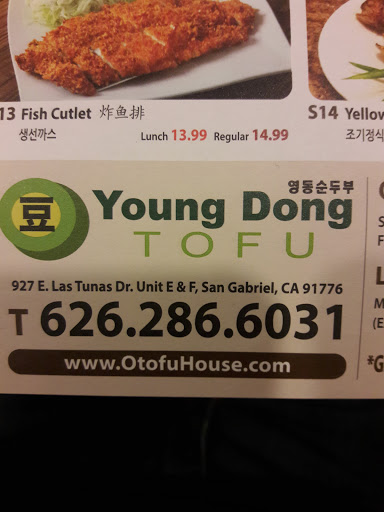 13 Fish Cutlet 炸鱼排
생선까스
Lunch 13.99 Regular 14.99
S14 Yellow
조기정식
豆
영동순두부
Young Dong
TOFU
927 E. Las Tunas Dr. Unit E & F, San Gabriel, CA 91776
T 626.286.6031
www.OtofuHouse.com